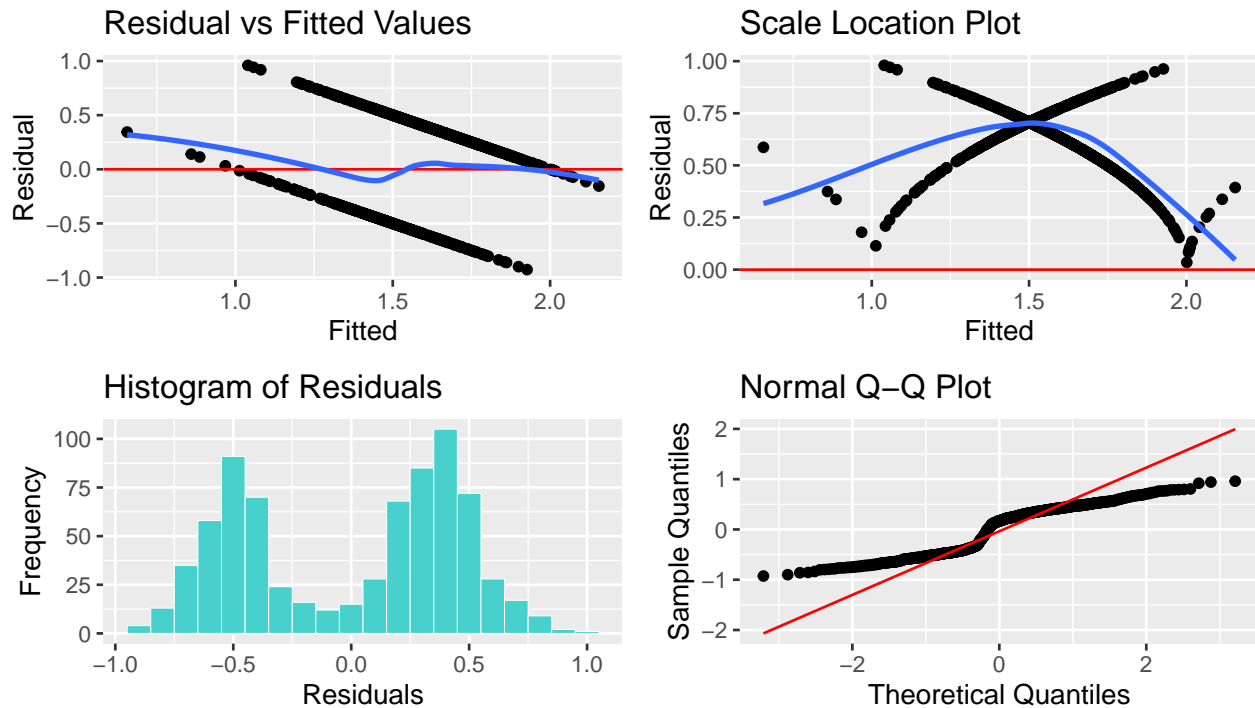 Residual vs Fitted Values
1.0
0.5
0.0
−0.5
−1.0
Residual
1.0
1.5
2.0
Fitted
Scale Location Plot
1.00
0.75
0.50
0.25
0.00
Residual
1.0
1.5
2.0
Fitted
Histogram of Residuals
100
75
50
25
0
Frequency
−1.0
−0.5
0.0
0.5
1.0
Residuals
Normal Q−Q Plot
2
1
0
−1
−2
Sample Quantiles
−2
0
2
Theoretical Quantiles